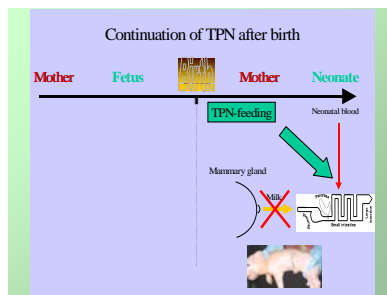 Continuation of TPN after birth
Mother
Fetus
Mother
Neonate
TPN-feeding
Neonatal blood
Mammary gland
Milk
Small intestine